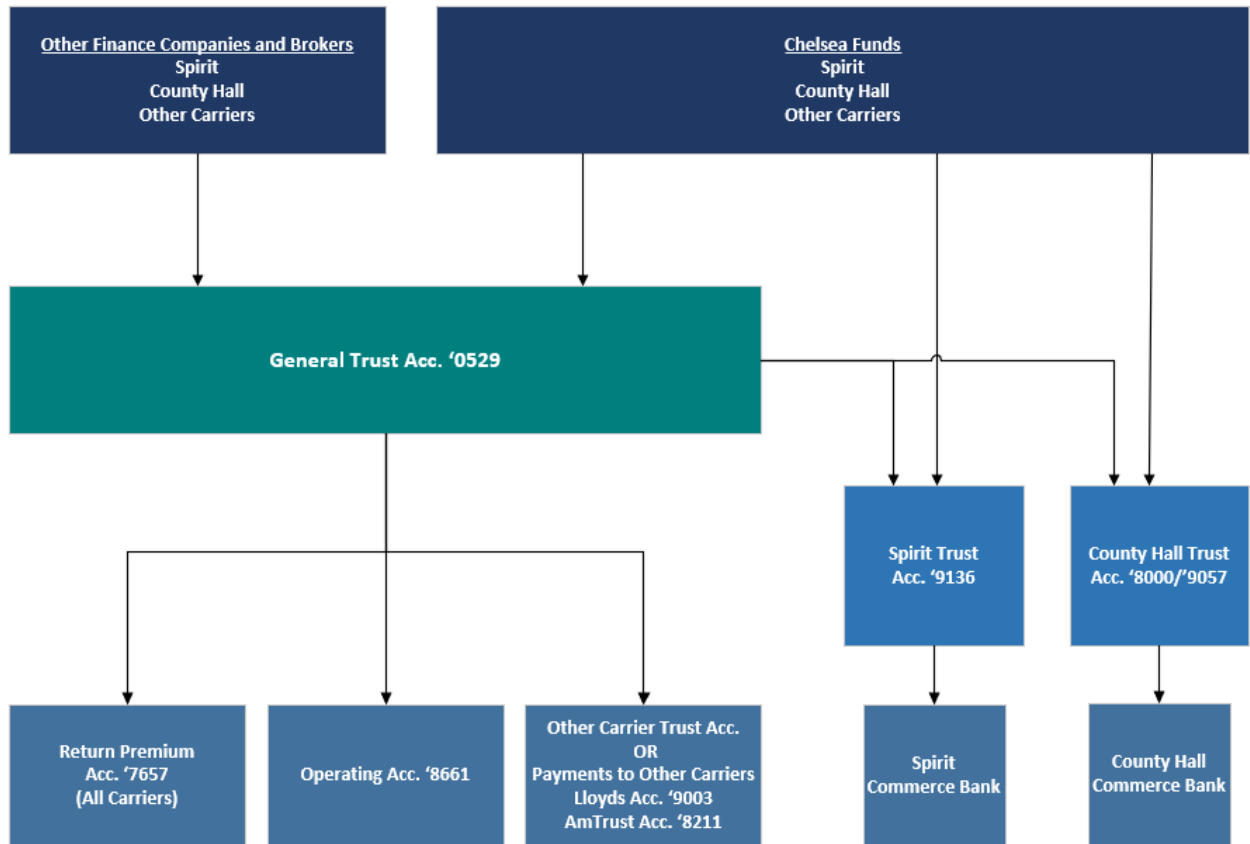 Other Finance Companies and Brokers
Spirit
County Hall
Other Carriers
Chelsea Funds
Spirit
County Hall
Other Carriers
General Trust Acc. ‘0529
Spirit Trust
Acc. ‘9136
County Hall Trust
Acc. ‘8000/’9057
Return Premium
Acc. ‘7657
(All Carriers)
Operating Acc. ‘8661
Other Carrier Trust Acc.
OR
Payments to Other Carriers
Lloyds Acc. ‘9003
AmTrust Acc. ‘8211
Spirit
Commerce Bank
County Hall
Commerce Bank